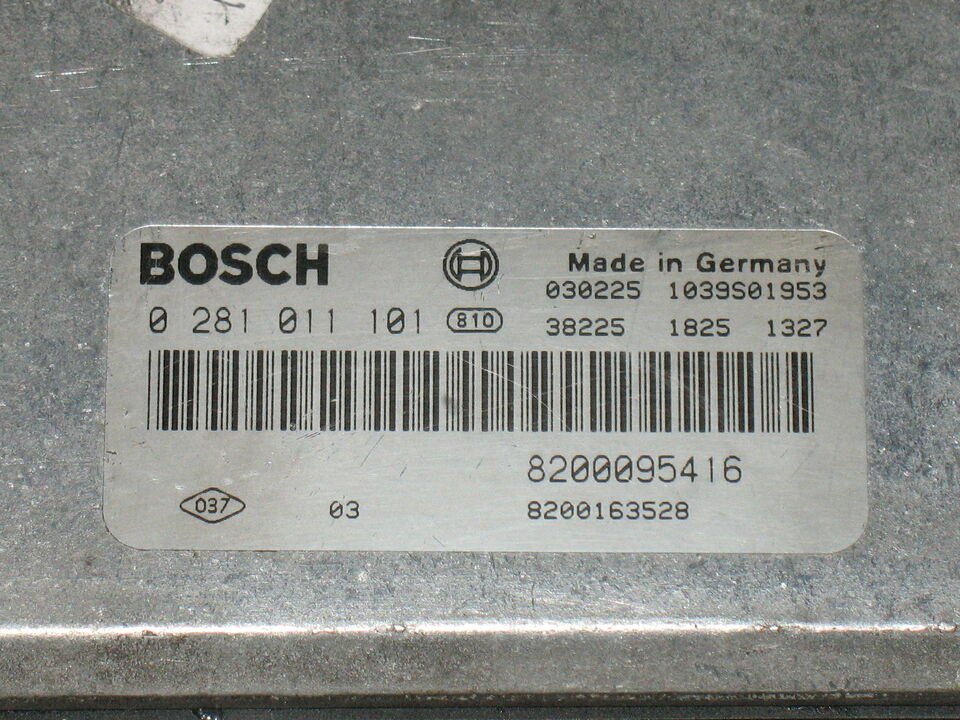 BOSCH Made in Germany
030225 1039S01953
0 281 011 101 810 38225 1825 1327
8200095416
037 03 8200163528